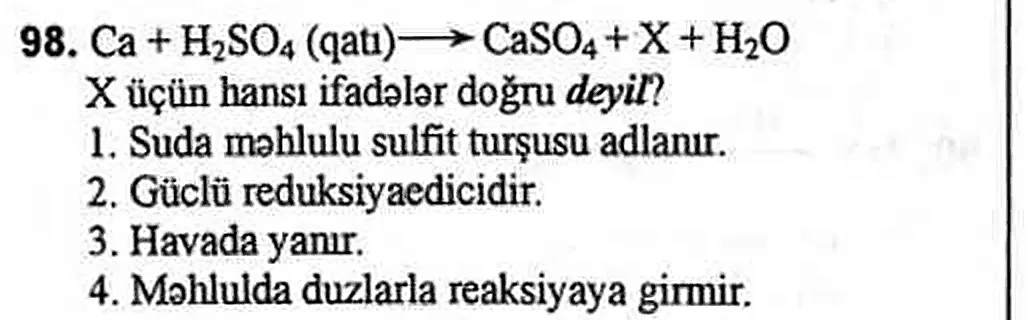 98. Ca + H₂SO₄ (qatı)⟶ CaSO₄ + X + H₂O
X üçün hansı ifadələr doğru deyil?
1. Suda məhlulu sulfit turşusu adlanır.
2. Güclü reduksiyaedicidir.
3. Havada yanır.
4. Məhlulda duzlarla reaksiyaya girmir.